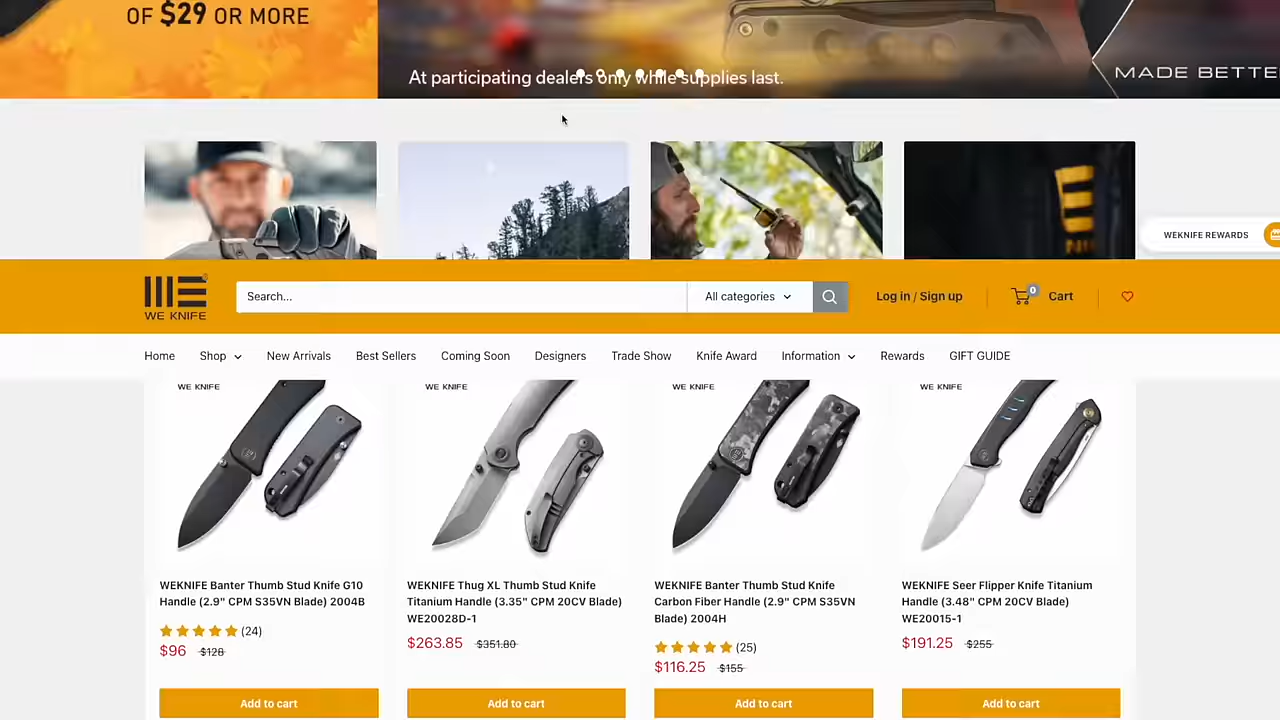 OF $29 OR MORE
At participating dealers only while supplies last.
MADE BETTE
WEKNIFE REWARDS
WE KNIFE
Search...
All categories
Log in / Sign up
0
Cart
Home
Shop
New Arrivals
Best Sellers
Coming Soon
Designers
Trade Show
Knife Award
Information
Rewards
GIFT GUIDE
WE KNIFE
WE KNIFE
WE KNIFE
WE KNIFE
WEKNIFE Banter Thumb Stud Knife G10
Handle (2.9" CPM S35VN Blade) 2004B
(24)
$96 $128
Add to cart
WEKNIFE Thug XL Thumb Stud Knife
Titanium Handle (3.35" CPM 20CV Blade)
WE20028D-1
$263.85 $351.80
Add to cart
WEKNIFE Banter Thumb Stud Knife
Carbon Fiber Handle (2.9" CPM S35VN
Blade) 2004H
(25)
$116.25 $155
Add to cart
WEKNIFE Seer Flipper Knife Titanium
Handle (3.48" CPM 20CV Blade)
WE20015-1
$191.25 $255
Add to cart